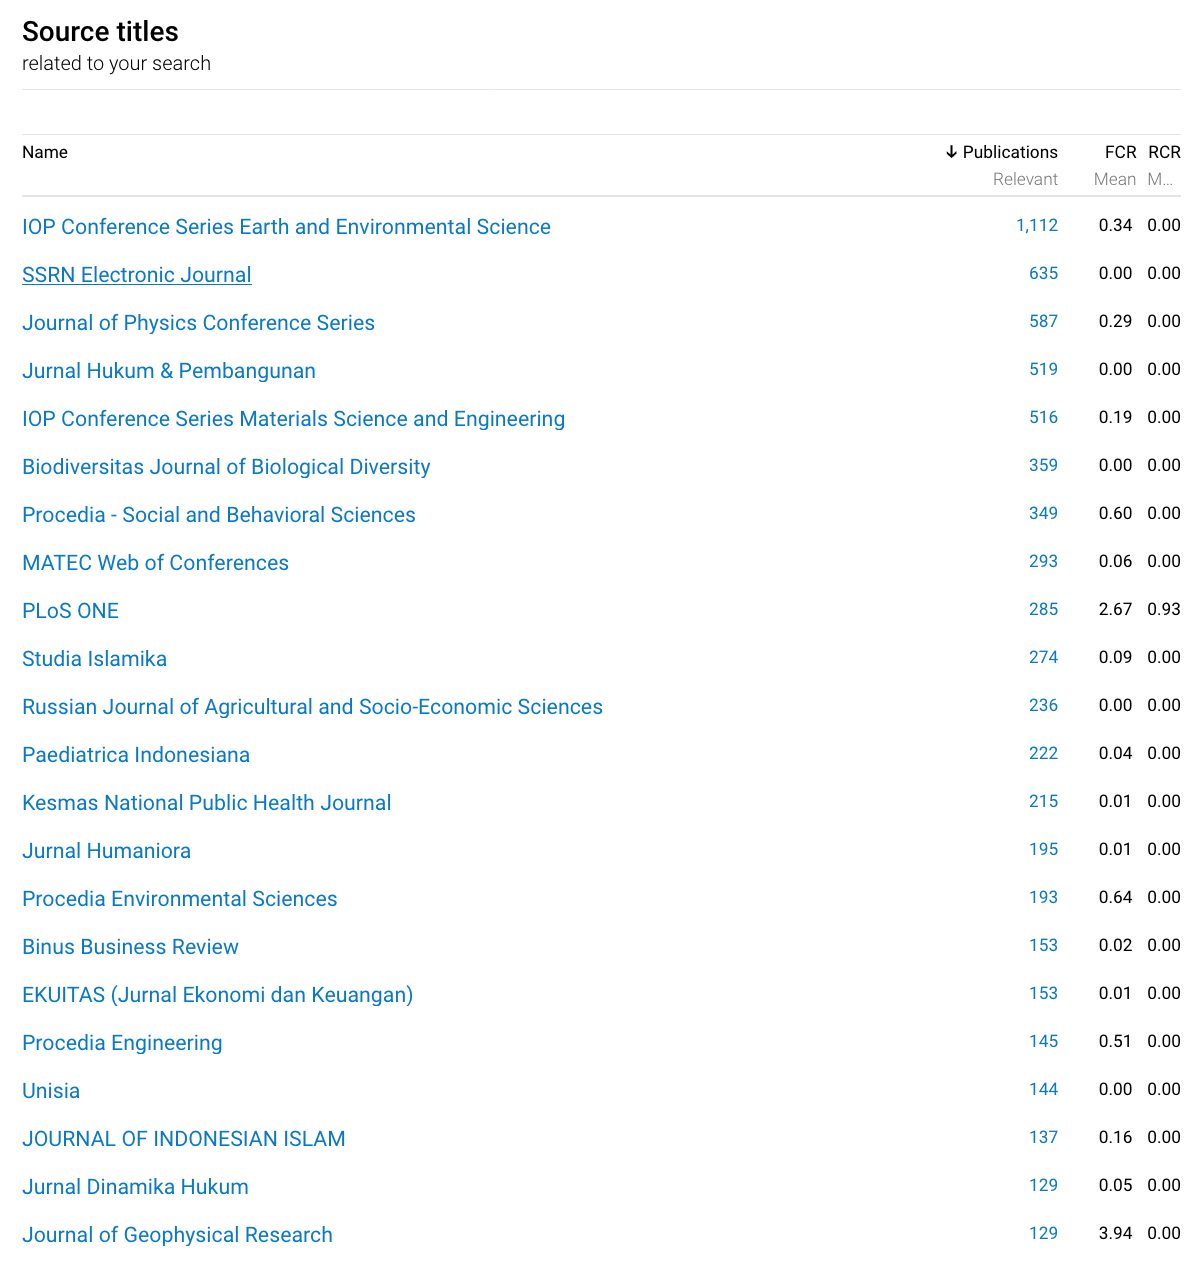 Source titles
related to your search
Name ↓ Publications FCR RCR
Relevant Mean M...
IOP Conference Series Earth and Environmental Science 1,112 0.34 0.00
SSRN Electronic Journal 635 0.00 0.00
Journal of Physics Conference Series 587 0.29 0.00
Jurnal Hukum & Pembangunan 519 0.00 0.00
IOP Conference Series Materials Science and Engineering 516 0.19 0.00
Biodiversitas Journal of Biological Diversity 359 0.00 0.00
Procedia - Social and Behavioral Sciences 349 0.60 0.00
MATEC Web of Conferences 293 0.06 0.00
PLoS ONE 285 2.67 0.93
Studia Islamika 274 0.09 0.00
Russian Journal of Agricultural and Socio-Economic Sciences 236 0.00 0.00
Paediatrica Indonesiana 222 0.04 0.00
Kesmas National Public Health Journal 215 0.01 0.00
Jurnal Humaniora 195 0.01 0.00
Procedia Environmental Sciences 193 0.64 0.00
Binus Business Review 153 0.02 0.00
EKUITAS (Jurnal Ekonomi dan Keuangan) 153 0.01 0.00
Procedia Engineering 145 0.51 0.00
Unisia 144 0.00 0.00
JOURNAL OF INDONESIAN ISLAM 137 0.16 0.00
Jurnal Dinamika Hukum 129 0.05 0.00
Journal of Geophysical Research 129 3.94 0.00